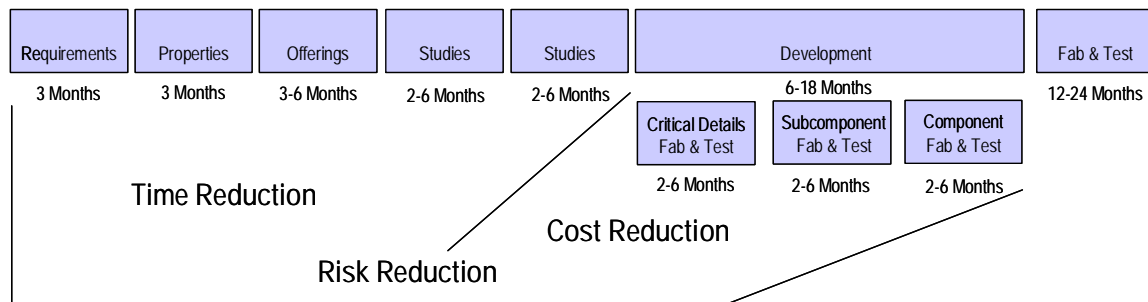 Requirements
Properties
Offerings
Studies
Studies
Development
Fab & Test
3 Months
3 Months
3-6 Months
2-6 Months
2-6 Months
6-18 Months
12-24 Months
Critical Details
Fab & Test
Subcomponent
Fab & Test
Component
Fab & Test
2-6 Months
2-6 Months
2-6 Months
Time Reduction
Cost Reduction
Risk Reduction